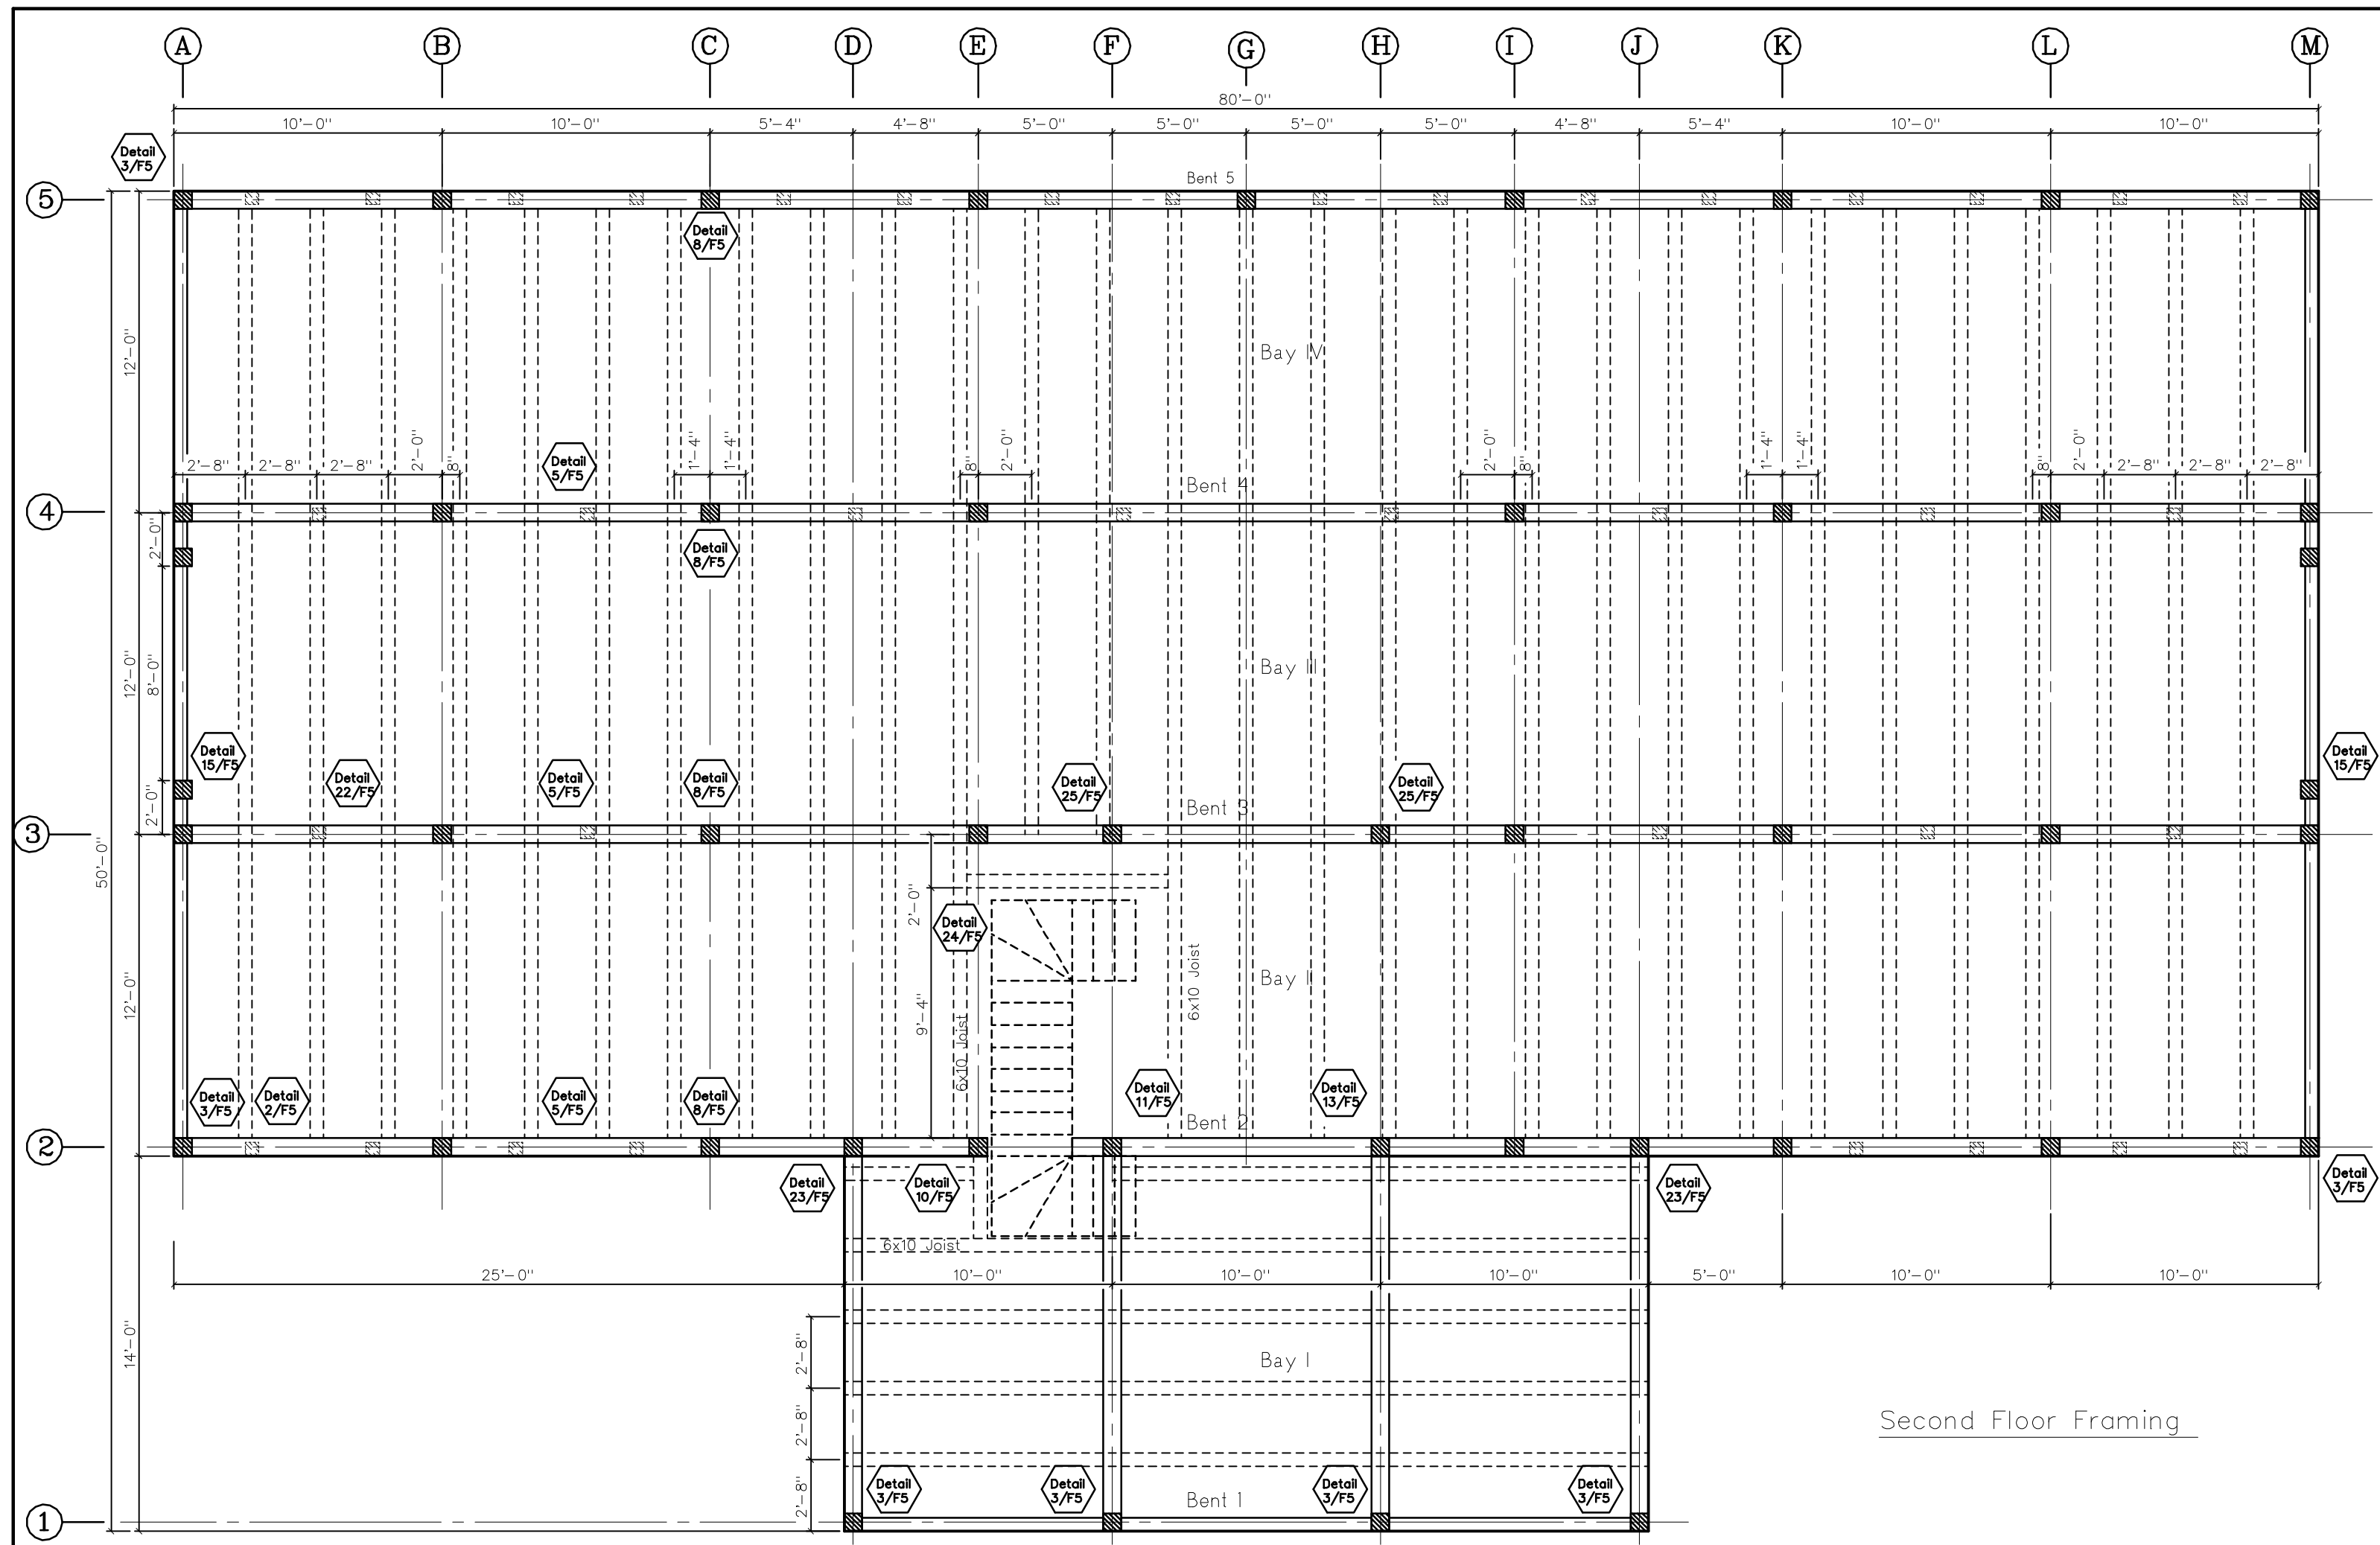 A B C D E F G H I J K L M
80'-0"
10'-0" 10'-0" 5'-4" 4'-8" 5'-0" 5'-0" 5'-0" 5'-0" 4'-8" 5'-4" 10'-0" 10'-0"
Detail
3/F5
Bent 5
5
Detail
8/F5
12'-0"
Bay IV
2'-8" 2'-8" 2'-8" 2'-0" 8"
Detail
5/F5
1'-4" 1'-4"
8" 2'-0"
2'-0" 8"
1'-4" 1'-4"
8" 2'-0" 2'-8" 2'-8" 2'-8"
Bent 4
4
2'-0"
Detail
8/F5
12'-0"
8'-0"
Bay III
Detail
15/F5
Detail
22/F5
Detail
5/F5
Detail
8/F5
Detail
25/F5
Detail
25/F5
Detail
15/F5
2'-0"
Bent 3
3
50'-0"
2'-0"
Detail
24/F5
12'-0"
9'-4"
6x10 Joist
6x10 Joist
Bay II
Detail
3/F5
Detail
2/F5
Detail
5/F5
Detail
8/F5
Detail
11/F5
Detail
13/F5
Bent 2
2
Detail
23/F5
Detail
10/F5
Detail
23/F5
Detail
3/F5
6x10 Joist
25'-0" 10'-0" 10'-0" 10'-0" 5'-0" 10'-0" 10'-0"
14'-0"
2'-8"
Bay I
2'-8"
Second Floor Framing
2'-8"
Detail
3/F5
Detail
3/F5
Detail
3/F5
Detail
3/F5
Bent 1
1